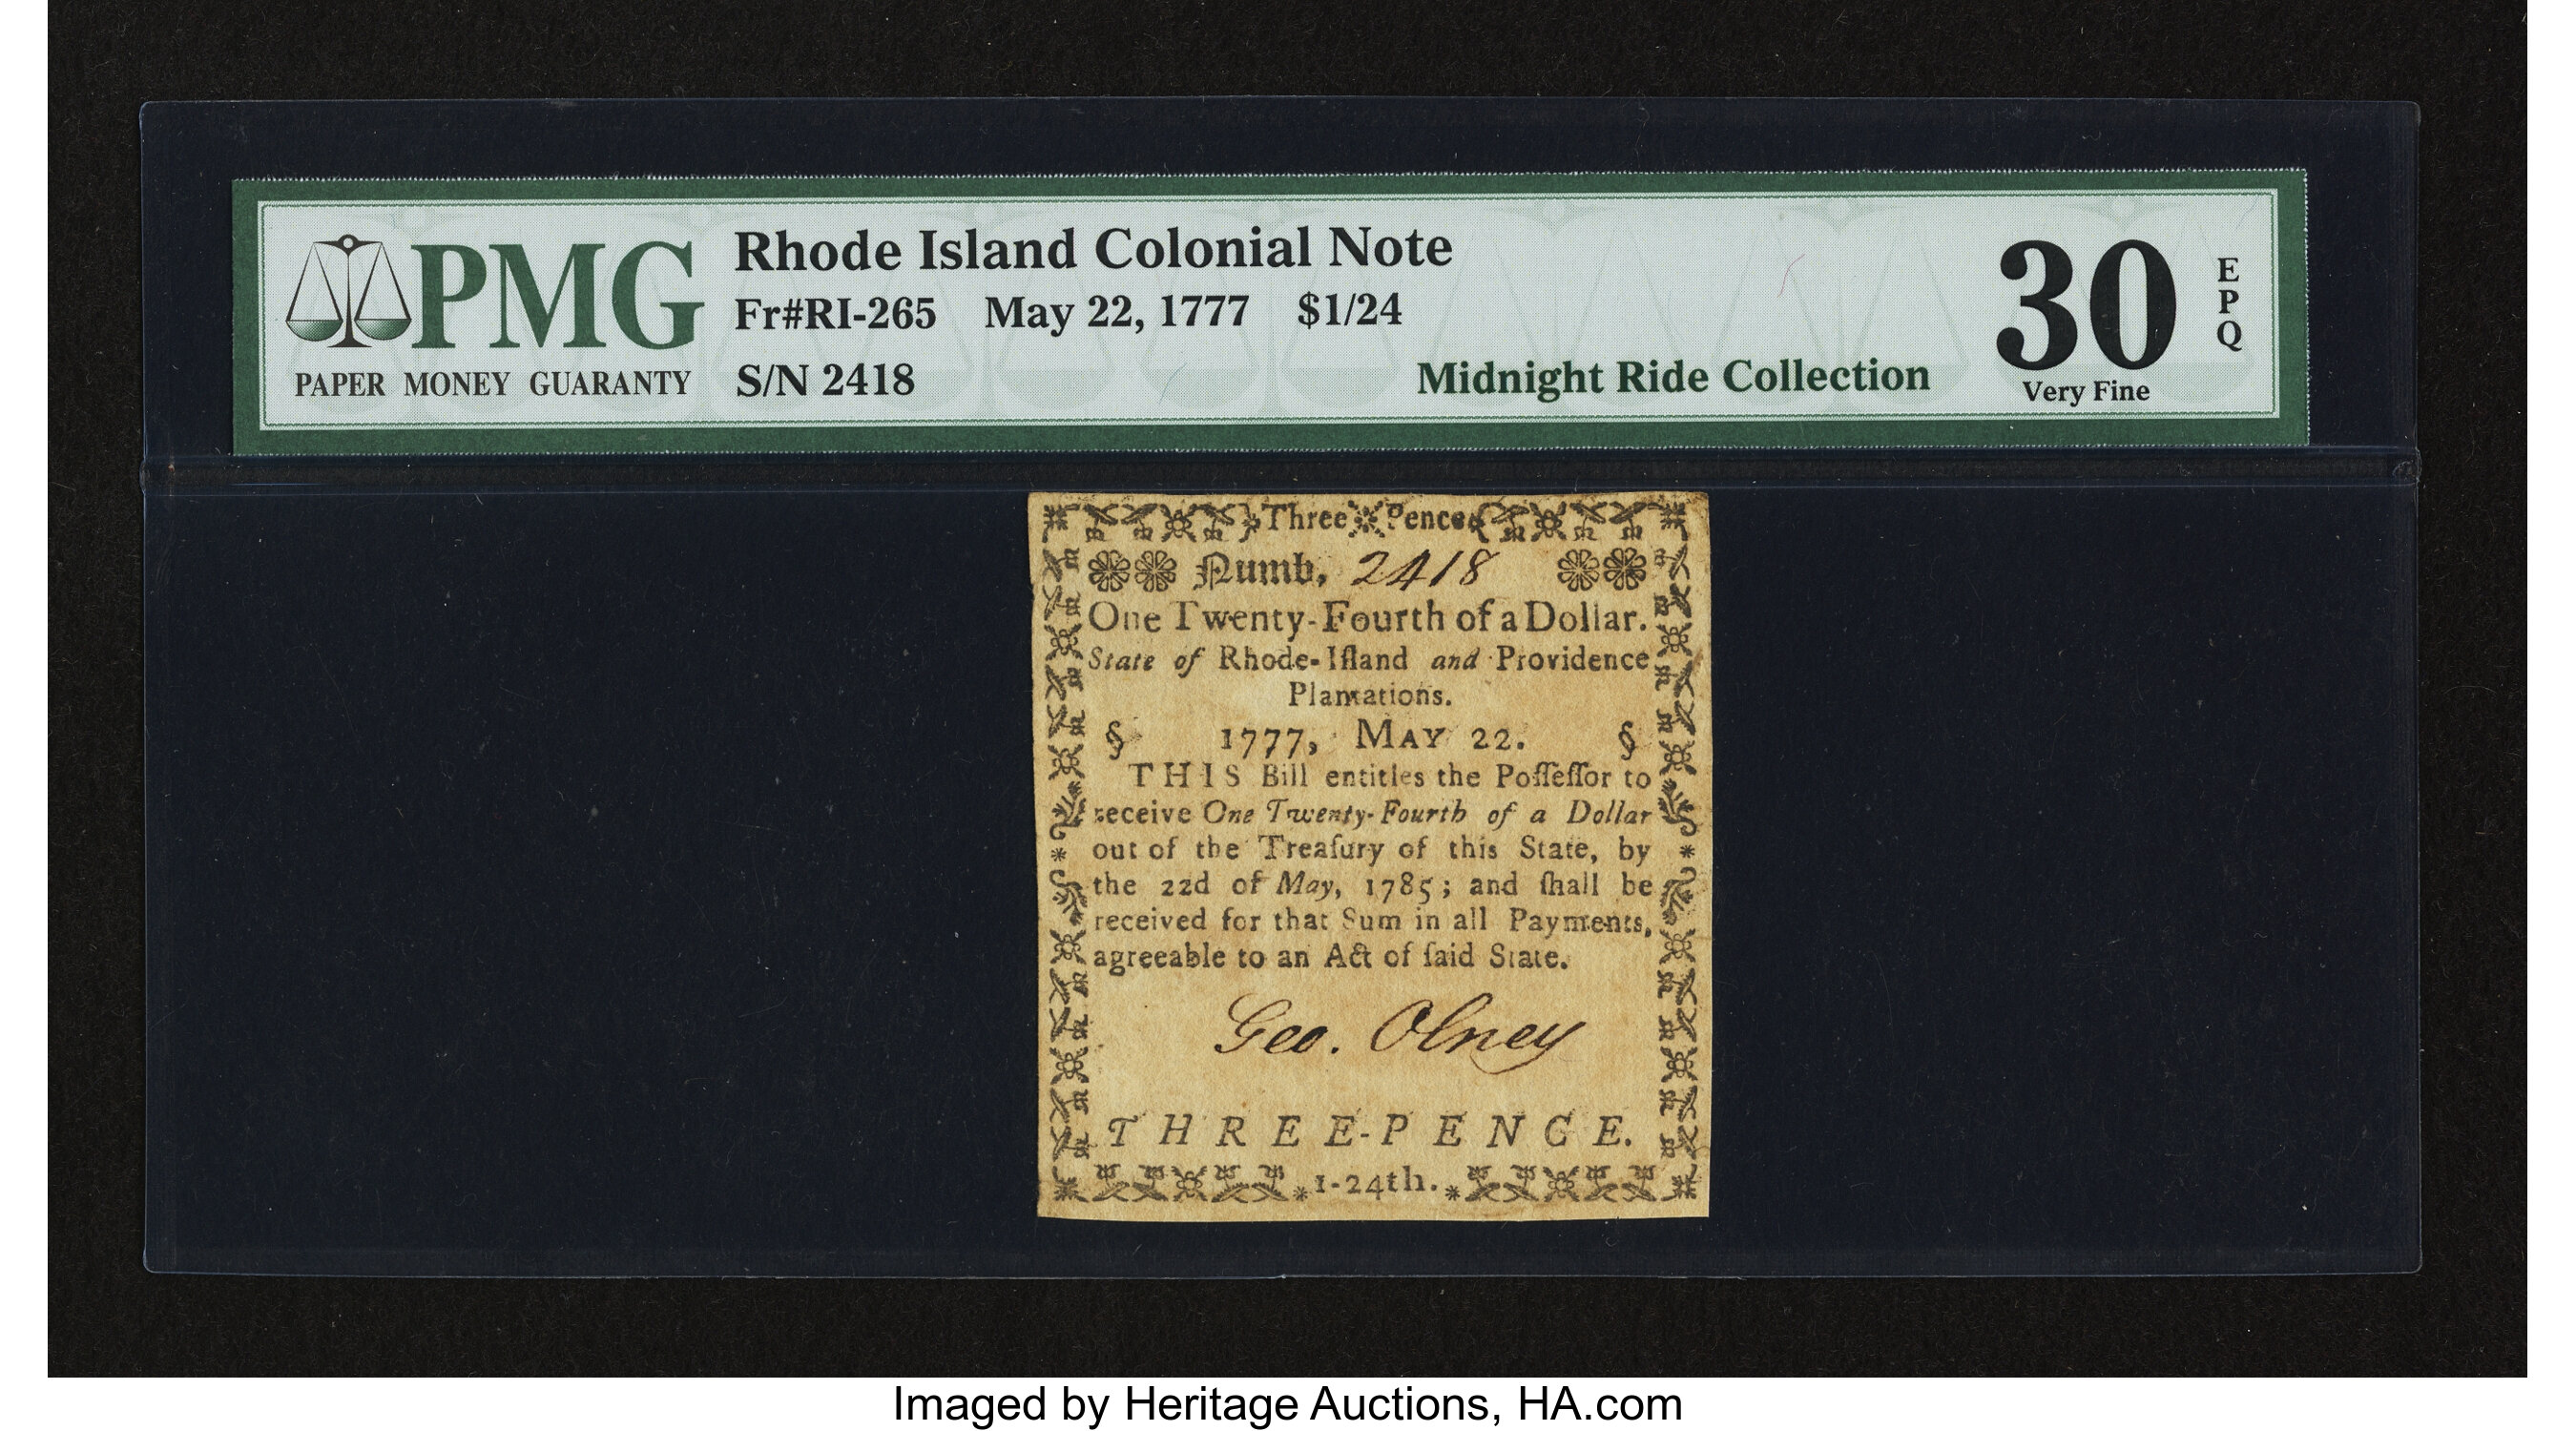 PMG
PAPER MONEY GUARANTY
Rhode Island Colonial Note
Fr#RI-265 May 22, 1777 $1/24
S/N 2418
Midnight Ride Collection
30
Very Fine
EPQ
Three Pence
Numb. 2418
One Twenty-Fourth of a Dollar.
State of Rhode-Iſland and Providence
Plantations.
§ 1777, MAY 22. §
THIS Bill entitles the Poſſeſſor to
receive One Twenty-Fourth of a Dollar
out of the Treaſury of this State, by
the 22d of May, 1785; and ſhall be
received for that Sum in all Payments,
agreeable to an Act of ſaid State.
Geo. Olney
THREE-PENCE.
1-24th.
Imaged by Heritage Auctions, HA.com